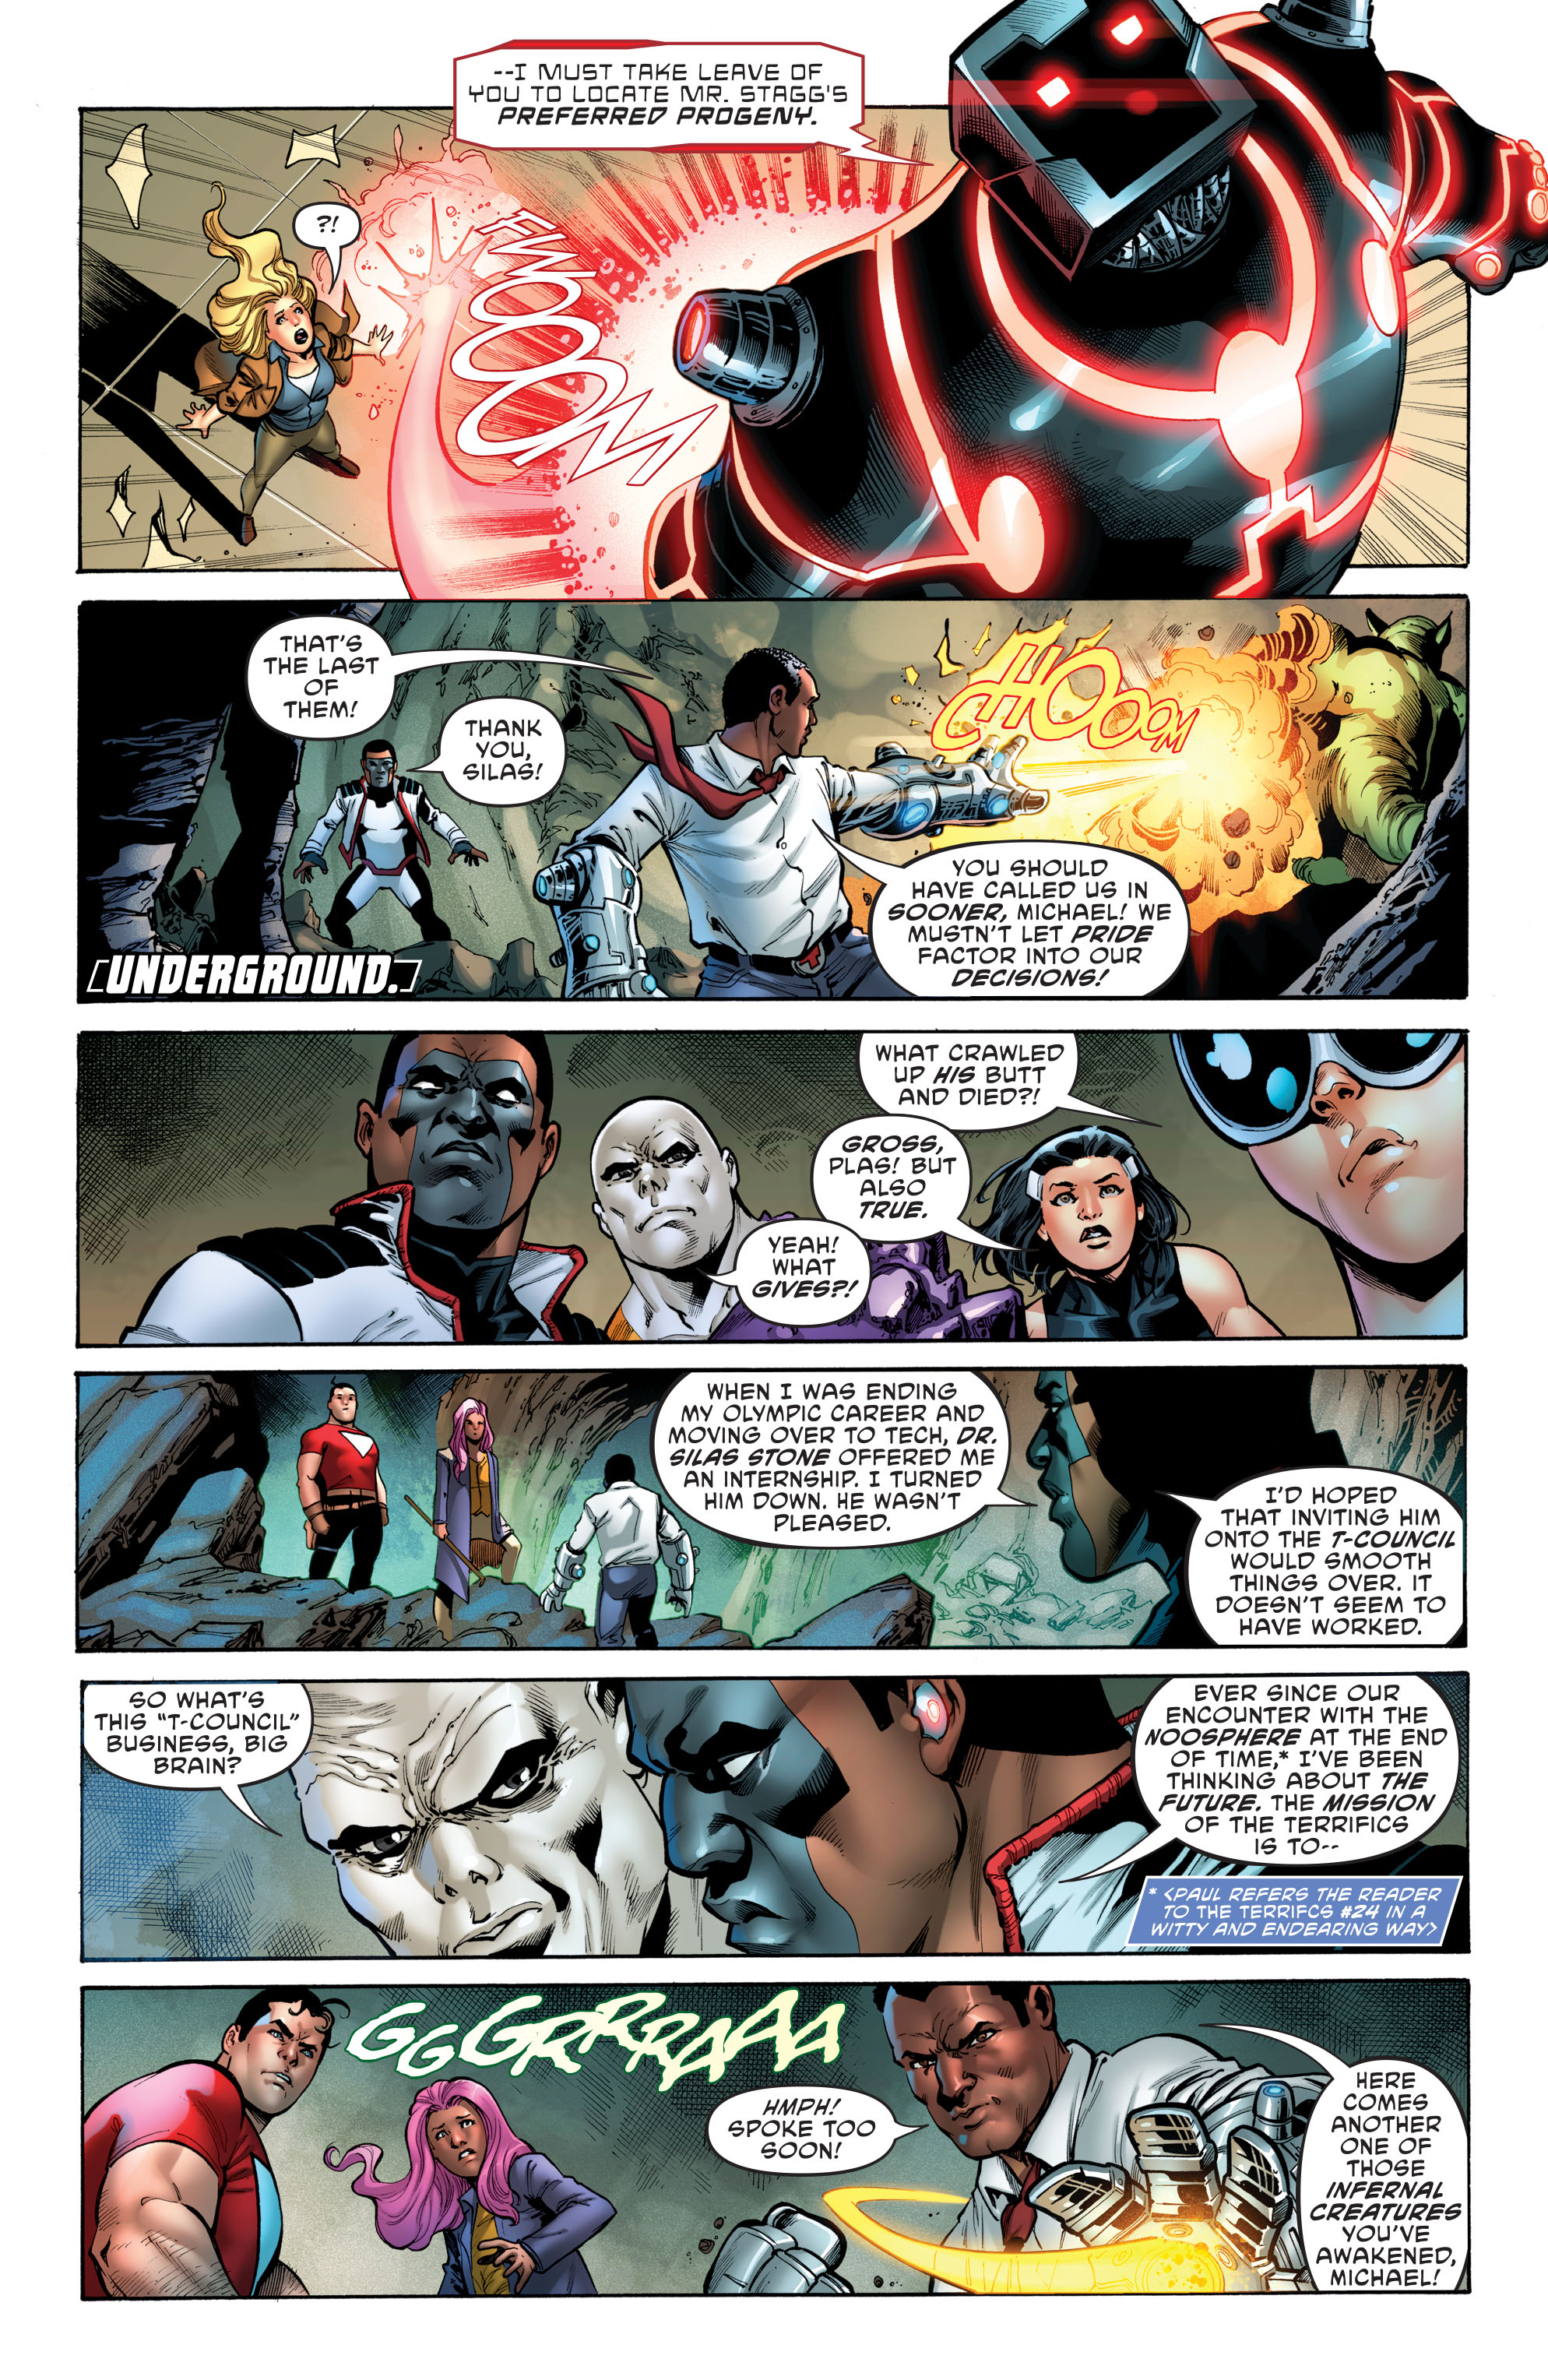 --I MUST TAKE LEAVE OF
YOU TO LOCATE MR. STAGG'S
PREFERRED PROGENY.
?!
FWOOOOM
THAT'S
THE LAST
OF
THEM!
THANK
YOU,
SILAS!
CHOOOM
YOU SHOULD
HAVE CALLED US IN
SOONER, MICHAEL! WE
MUSTN'T LET PRIDE
FACTOR INTO OUR
DECISIONS!
[UNDERGROUND.]
WHAT CRAWLED
UP HIS BUTT
AND DIED?!
GROSS,
PLAS! BUT
ALSO
TRUE.
YEAH!
WHAT
GIVES?!
WHEN I WAS ENDING
MY OLYMPIC CAREER AND
MOVING OVER TO TECH, DR.
SILAS STONE OFFERED ME
AN INTERNSHIP. I TURNED
HIM DOWN. HE WASN'T
PLEASED.
I'D HOPED
THAT INVITING HIM
ONTO THE T-COUNCIL
WOULD SMOOTH
THINGS OVER. IT
DOESN'T SEEM TO
HAVE WORKED.
SO WHAT'S
THIS "T-COUNCIL"
BUSINESS, BIG
BRAIN?
EVER SINCE OUR
ENCOUNTER WITH THE
NOOSPHERE AT THE END
OF TIME,* I'VE BEEN
THINKING ABOUT THE
FUTURE. THE MISSION
OF THE TERRIFICS
IS TO--
* <PAUL REFERS THE READER
TO THE TERRIFCS #24 IN A
WITTY AND ENDEARING WAY>
GGGRRRRAAAA
HMPH!
SPOKE TOO
SOON!
HERE
COMES
ANOTHER
ONE OF
THOSE
INFERNAL
CREATURES
YOU'VE
AWAKENED,
MICHAEL!